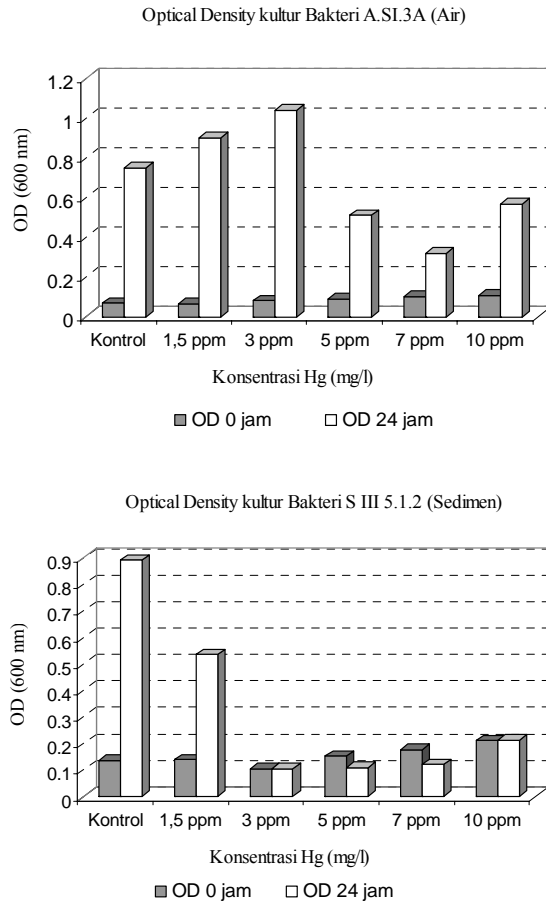 Optical Density kultur Bakteri A.SI.3A (Air)
1.2
1
0.8
0.6
0.4
0.2
0
OD (600 nm)
Kontrol 1,5 ppm 3 ppm 5 ppm 7 ppm 10 ppm
Konsentrasi Hg (mg/l)
OD 0 jam OD 24 jam
Optical Density kultur Bakteri S III 5.1.2 (Sedimen)
0.9
0.8
0.7
0.6
0.5
0.4
0.3
0.2
0.1
0
OD (600 nm)
Kontrol 1,5 ppm 3 ppm 5 ppm 7 ppm 10 ppm
Konsentrasi Hg (mg/l)
OD 0 jam OD 24 jam